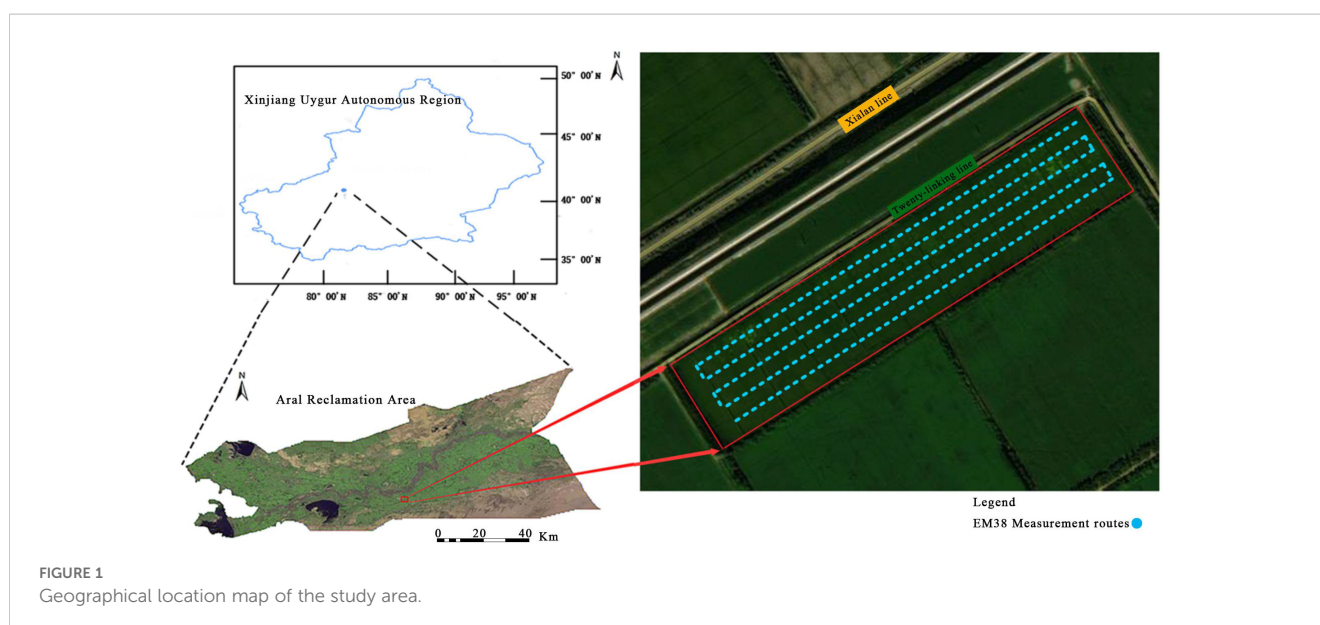 N
Xinjiang Uygur Autonomous Region
50° 00′N
45° 00′N
40° 00′N
35° 00′N
80° 00′N 85° 00′N 90° 00′N 95° 00′N
N
Aral Reclamation Area
0 20 40 Km
Xialan line
Twenty-linking line
Legend
EM38 Measurement routes
FIGURE 1
Geographical location map of the study area.